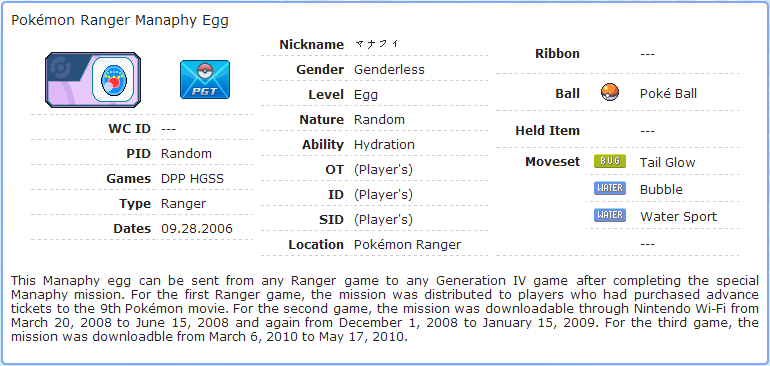 Pokémon Ranger Manaphy Egg
PGT
WC ID ---
PID Random
Games DPP HGSS
Type Ranger
Dates 09.28.2006
Nickname マナフィ
Gender Genderless
Level Egg
Nature Random
Ability Hydration
OT (Player's)
ID (Player's)
SID (Player's)
Location Pokémon Ranger
Ribbon ---
Ball Poké Ball
Held Item ---
Moveset BUG Tail Glow
WATER Bubble
WATER Water Sport
---
This Manaphy egg can be sent from any Ranger game to any Generation IV game after completing the special
Manaphy mission. For the first Ranger game, the mission was distributed to players who had purchased advance
tickets to the 9th Pokémon movie. For the second game, the mission was downloadable through Nintendo Wi-Fi from
March 20, 2008 to June 15, 2008 and again from December 1, 2008 to January 15, 2009. For the third game, the
mission was downloadble from March 6, 2010 to May 17, 2010.